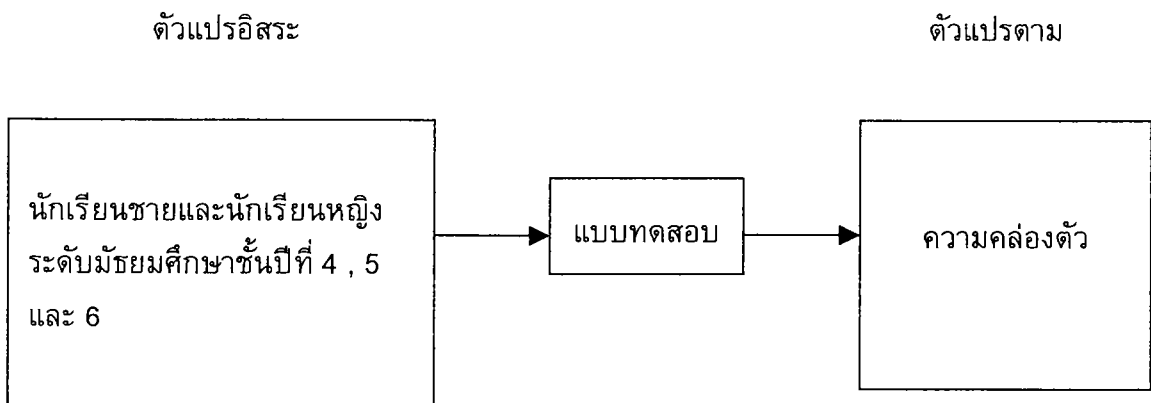 ตัวแปรอิสระ
ตัวแปรตาม
นักเรียนชายและนักเรียนหญิง
ระดับมัธยมศึกษาชั้นปีที่ 4 , 5
และ 6
แบบทดสอบ
ความคล่องตัว